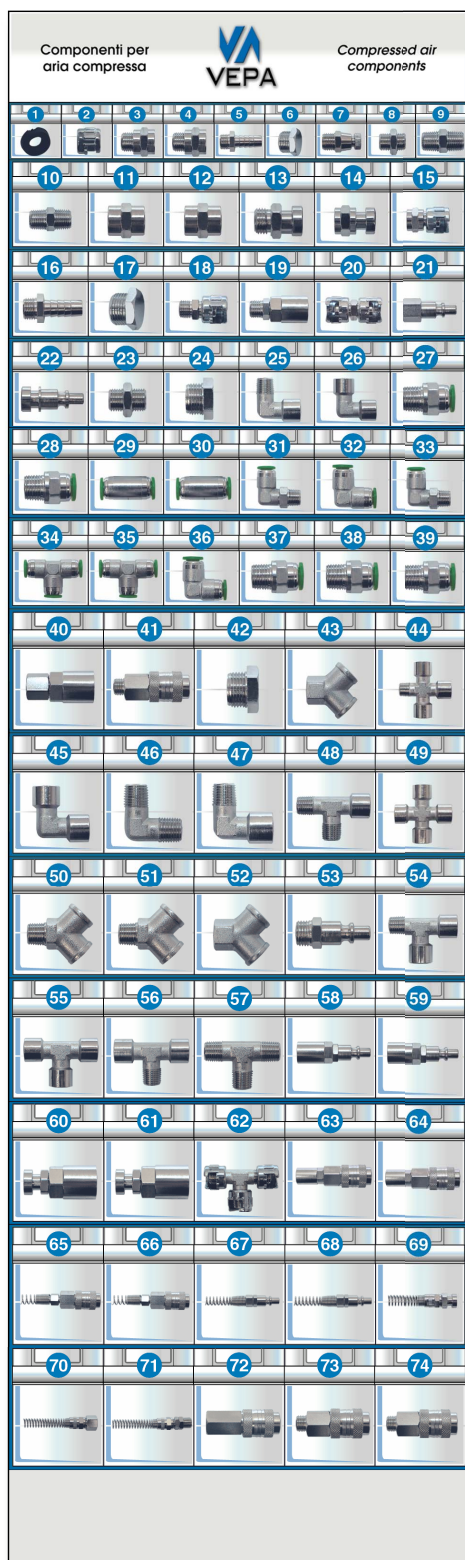 Componenti per
aria compressa
VEPA
Compressed air
components
1 2 3 4 5 6 7 8 9
10 11 12 13 14 15
16 17 18 19 20 21
22 23 24 25 26 27
28 29 30 31 32 33
34 35 36 37 38 39
40 41 42 43 44
45 46 47 48 49
50 51 52 53 54
55 56 57 58 59
60 61 62 63 64
65 66 67 68 69
70 71 72 73 74